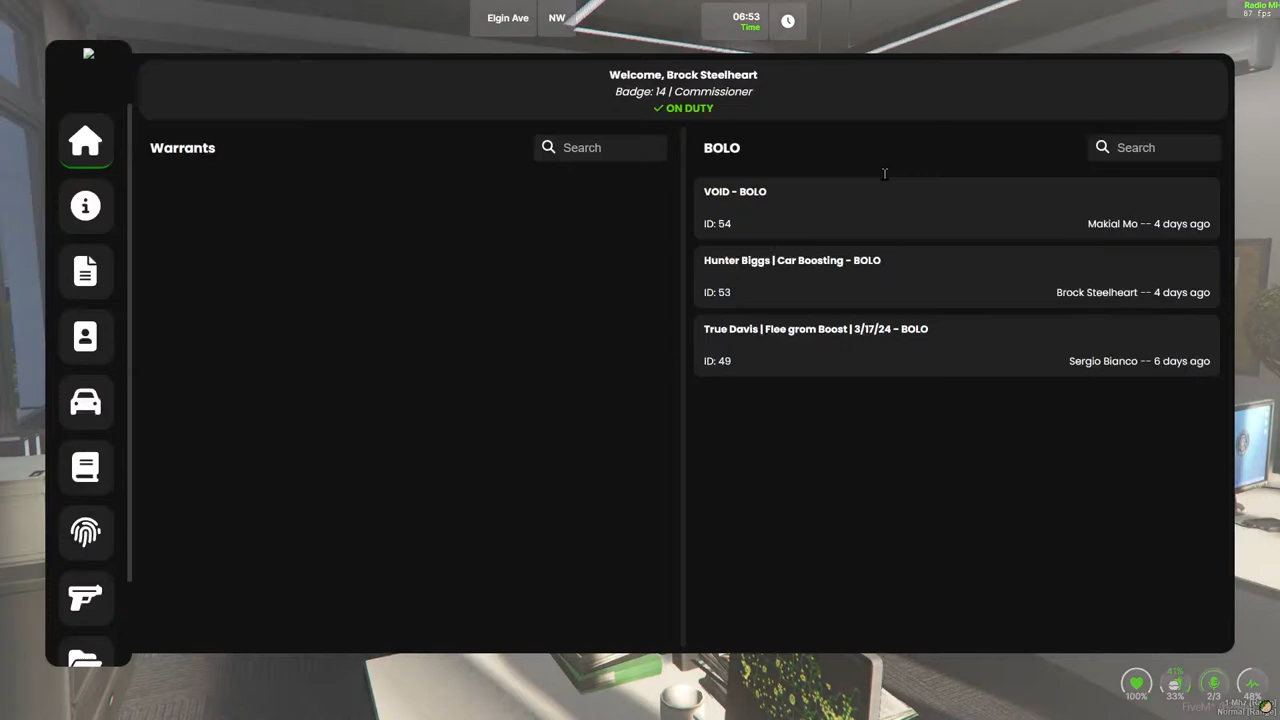 Elgin Ave
NW
06:53
Time
87 fps
Welcome, Brock Steelheart
Badge: 14 | Commissioner
ON DUTY
Warrants
Search
BOLO
Search
VOID - BOLO
ID: 54
Makial Mo -- 4 days ago
Hunter Biggs | Car Boosting - BOLO
ID: 53
Brock Steelheart -- 4 days ago
True Davis | Flee grom Boost | 3/17/24 - BOLO
ID: 49
Sergio Bianco -- 6 days ago
41%
100%
33%
2/3
48%